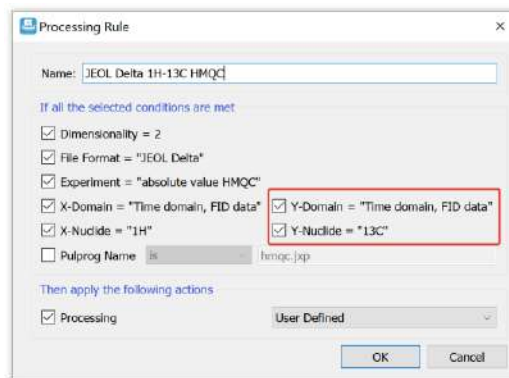 Processing Rule
Name: JEOL Delta 1H-13C HMQC
If all the selected conditions are met
Dimensionality = 2
File Format = "JEOL Delta"
Experiment = "absolute value HMQC"
X-Domain = "Time domain, FID data" Y-Domain = "Time domain, FID data"
X-Nuclide = "1H" Y-Nuclide = "13C"
Pulprog Name is hmqc.jxp
Then apply the following actions
Processing User Defined
OK Cancel